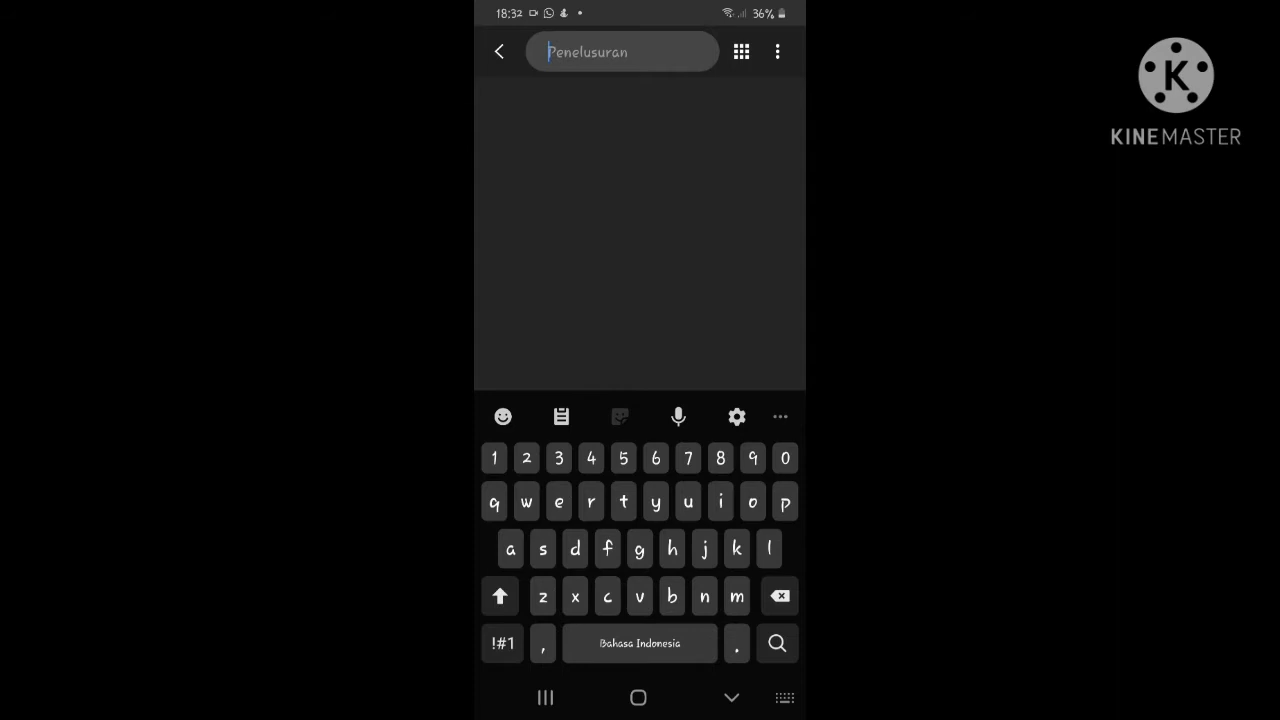 18:32 36%
Penelusuran
K
KINEMASTER
1 2 3 4 5 6 7 8 9 0
q w e r t y u i o p
a s d f g h j k l
z x c v b n m
!#1 , Bahasa Indonesia .